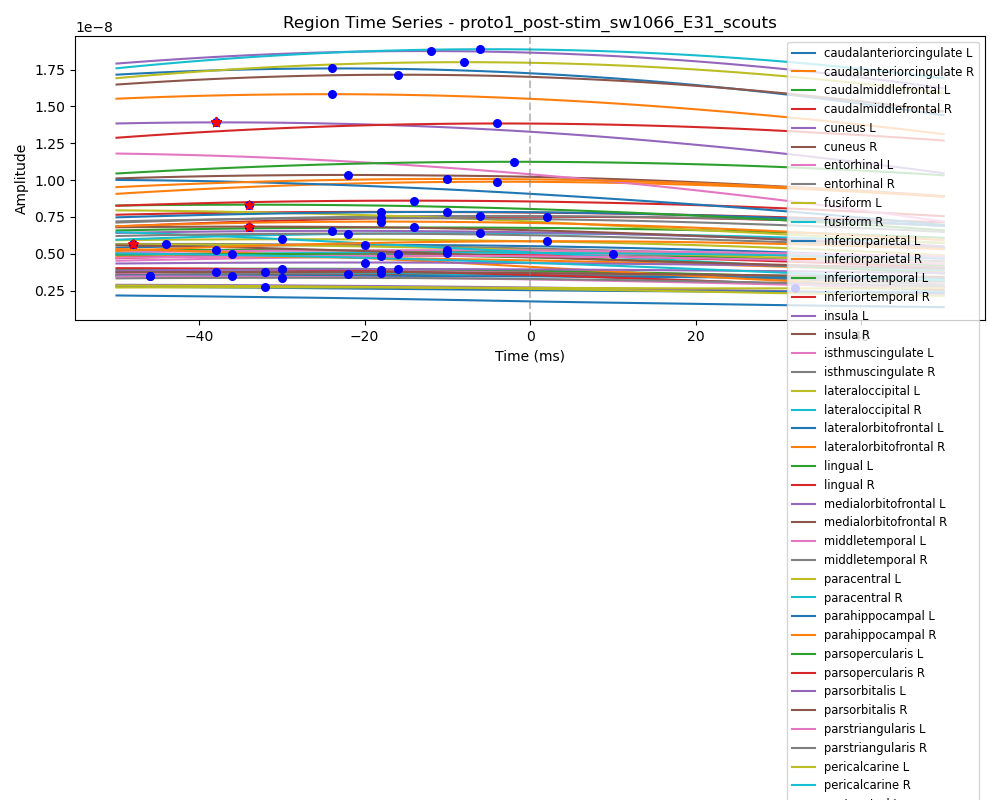 Region Time Series - proto1_post-stim_sw1066_E31_scouts
1e−8
1.75
1.50
1.25
1.00
0.75
0.50
0.25
Amplitude
−40
−20
0
20
Time (ms)
caudalanteriorcingulate L
caudalanteriorcingulate R
caudalmiddlefrontal L
caudalmiddlefrontal R
cuneus L
cuneus R
entorhinal L
entorhinal R
fusiform L
fusiform R
inferiorparietal L
inferiorparietal R
inferiortemporal L
inferiortemporal R
insula L
insula R
isthmuscingulate L
isthmuscingulate R
lateraloccipital L
lateraloccipital R
lateralorbitofrontal L
lateralorbitofrontal R
lingual L
lingual R
medialorbitofrontal L
medialorbitofrontal R
middletemporal L
middletemporal R
paracentral L
paracentral R
parahippocampal L
parahippocampal R
parsopercularis L
parsopercularis R
parsorbitalis L
parsorbitalis R
parstriangularis L
parstriangularis R
pericalcarine L
pericalcarine R